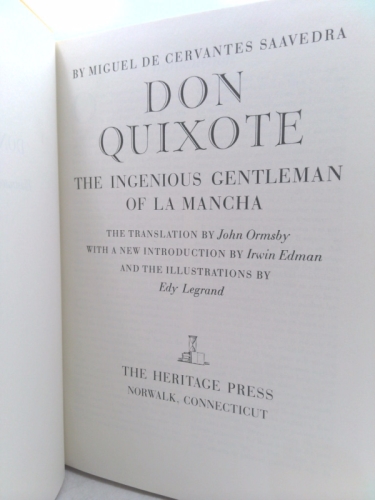 BY MIGUEL DE CERVANTES SAAVEDRA
DON
QUIXOTE
THE INGENIOUS GENTLEMAN
OF LA MANCHA
THE TRANSLATION BY John Ormsby
WITH A NEW INTRODUCTION BY Irwin Edman
AND THE ILLUSTRATIONS BY
Edy Legrand
THE HERITAGE PRESS
NORWALK, CONNECTICUT